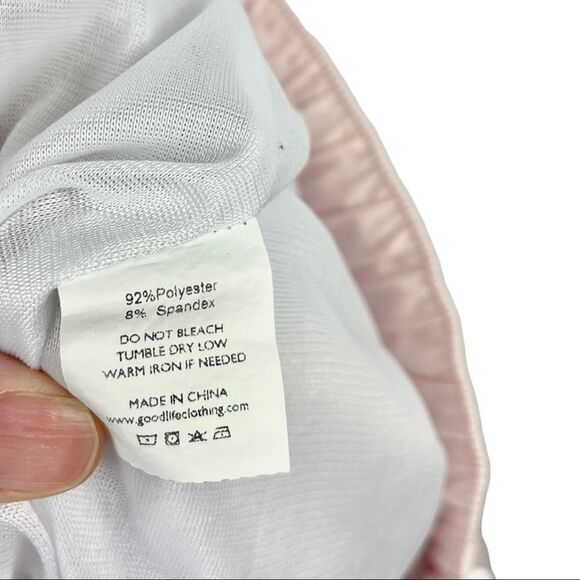 92%Polyester
8% Spandex
DO NOT BLEACH
TUMBLE DRY LOW
WARM IRON IF NEEDED
MADE IN CHINA
www.goodlifeclothing.com